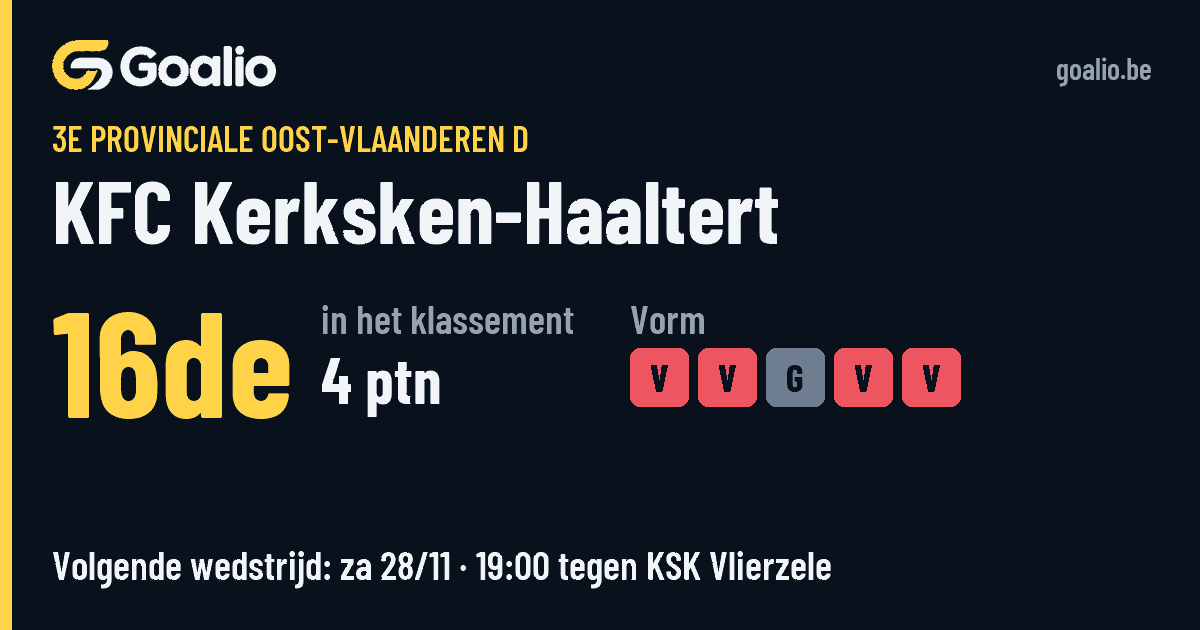 Goalio
goalio.be
3E PROVINCIALE OOST-VLAANDEREN D
KFC Kerksken-Haaltert
16de
in het klassement
4 ptn
Vorm
V V G V V
Volgende wedstrijd: za 28/11 · 19:00 tegen KSK Vlierzele